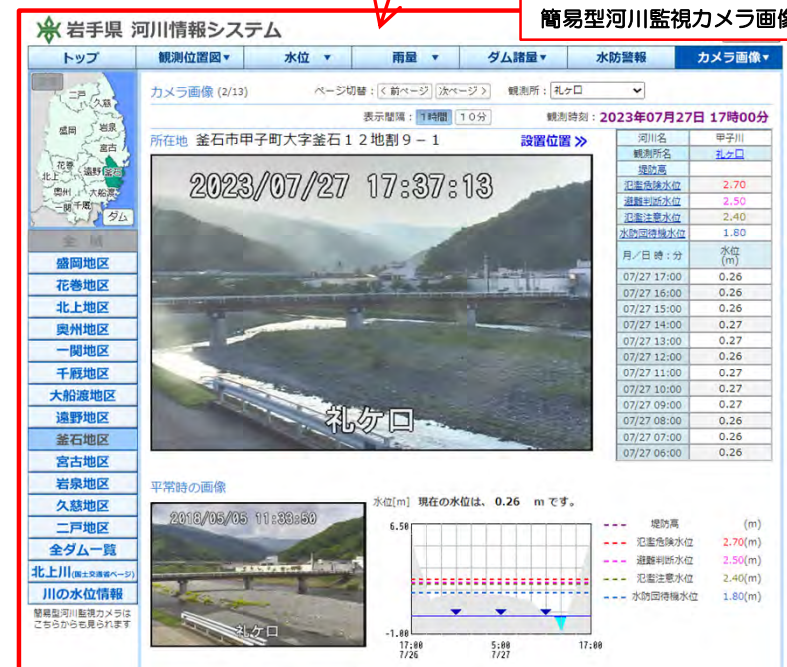 簡易型河川監視カメラ画像
岩手県 河川情報システム
トップ 観測位置図▼ 水位 ▼ 雨量 ▼ ダム諸量▼ 水防警報 カメラ画像▼
カメラ画像 (2/13) ページ切替：<前ページ 次ページ> 観測所：礼ヶ口
表示間隔：1時間 10分 観測時刻：2023年07月27日 17時00分
所在地 釜石市甲子町大字釜石12地割9－1 設置位置 ≫
二戸
久慈
盛岡
岩泉
宮古
花巻
遠野
釜石
北上
奥州
大船渡
一関
千厩
ダム
全域
盛岡地区
花巻地区
北上地区
奥州地区
一関地区
千厩地区
大船渡地区
遠野地区
釜石地区
宮古地区
岩泉地区
久慈地区
二戸地区
全ダム一覧
北上川(国土交通省ページ)
川の水位情報
簡易型河川監視カメラは
こちらからも見られます
2023/07/27 17:37:13
礼ケ口
河川名 甲子川
観測所名 礼ヶ口
堤防高
氾濫危険水位 2.70
避難判断水位 2.50
氾濫注意水位 2.40
水防団待機水位 1.80
月／日 時：分 水位(m)
07/27 17:00 0.26
07/27 16:00 0.26
07/27 15:00 0.26
07/27 14:00 0.27
07/27 13:00 0.27
07/27 12:00 0.26
07/27 11:00 0.27
07/27 10:00 0.27
07/27 09:00 0.27
07/27 08:00 0.26
07/27 07:00 0.26
07/27 06:00 0.26
平常時の画像
2018/05/05 11:33:50
礼ケ口
水位[m] 現在の水位は、0.26 m です。
6.50
-1.00
17:00 5:00 17:00
7/26 7/27
堤防高 (m)
氾濫危険水位 2.70(m)
避難判断水位 2.50(m)
氾濫注意水位 2.40(m)
水防団待機水位 1.80(m)